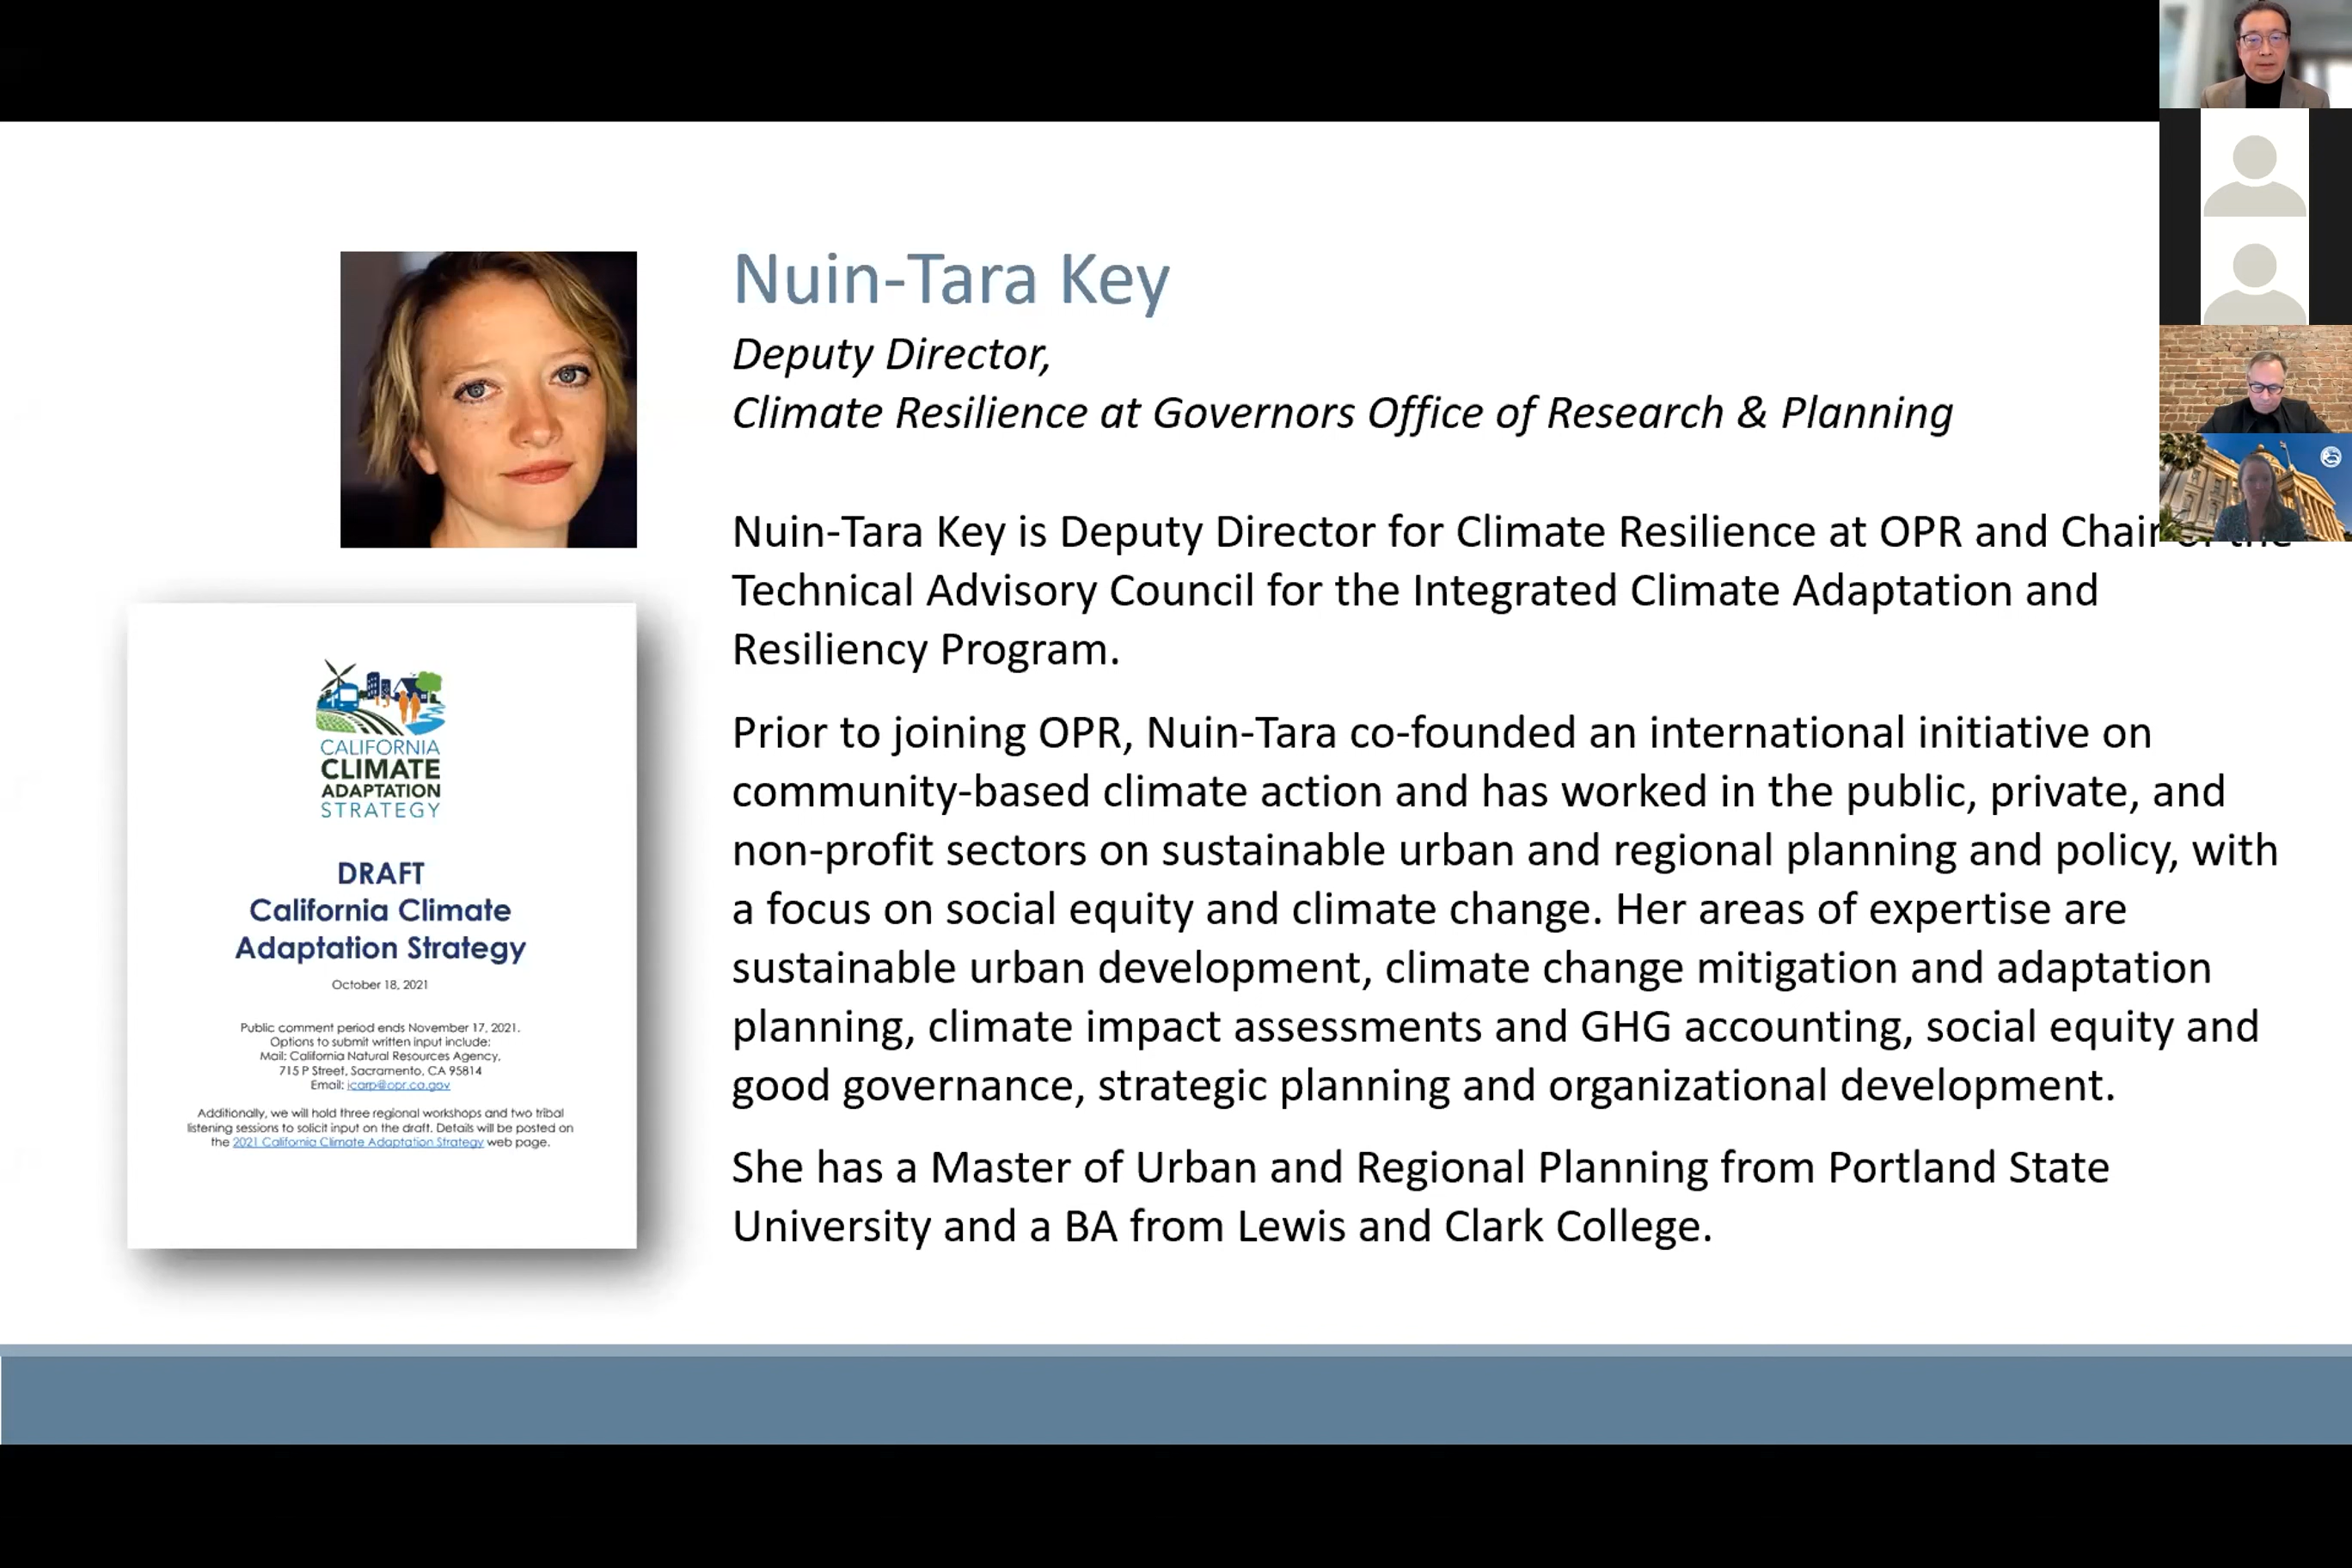 Nuin-Tara Key
Deputy Director,
Climate Resilience at Governors Office of Research & Planning
Nuin-Tara Key is Deputy Director for Climate Resilience at OPR and Chair of the
Technical Advisory Council for the Integrated Climate Adaptation and
Resiliency Program.
Prior to joining OPR, Nuin-Tara co-founded an international initiative on
community-based climate action and has worked in the public, private, and
non-profit sectors on sustainable urban and regional planning and policy, with
a focus on social equity and climate change. Her areas of expertise are
sustainable urban development, climate change mitigation and adaptation
planning, climate impact assessments and GHG accounting, social equity and
good governance, strategic planning and organizational development.
She has a Master of Urban and Regional Planning from Portland State
University and a BA from Lewis and Clark College.
CALIFORNIA
CLIMATE
ADAPTATION
STRATEGY
DRAFT
California Climate
Adaptation Strategy
October 18, 2021
Public comment period ends November 17, 2021.
Options to submit written input include:
Mail: California Natural Resources Agency,
715 P Street, Sacramento, CA 95814
Email: icarp@opr.ca.gov
Additionally, we will hold three regional workshops and two tribal
listening sessions to solicit input on the draft. Details will be posted on
the 2021 California Climate Adaptation Strategy web page.